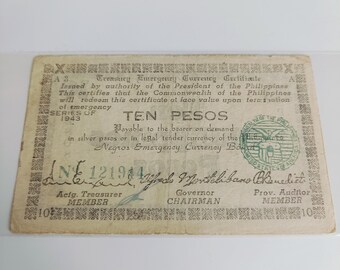 Treasury Emergency Currency Certificate
Issued by authority of the President of the Philippines
This certifies that the Commonwealth of the Philippines
will redeem this certificate at face value upon termination
of emergency
SERIES OF
1943
TEN PESOS
Payable to the bearer on demand
in silver pesos or in legal tender currency of the
Negros Emergency Currency
Actg. Treasurer
MEMBER
Governor
CHAIRMAN
Prov. Auditor
MEMBER
10
10